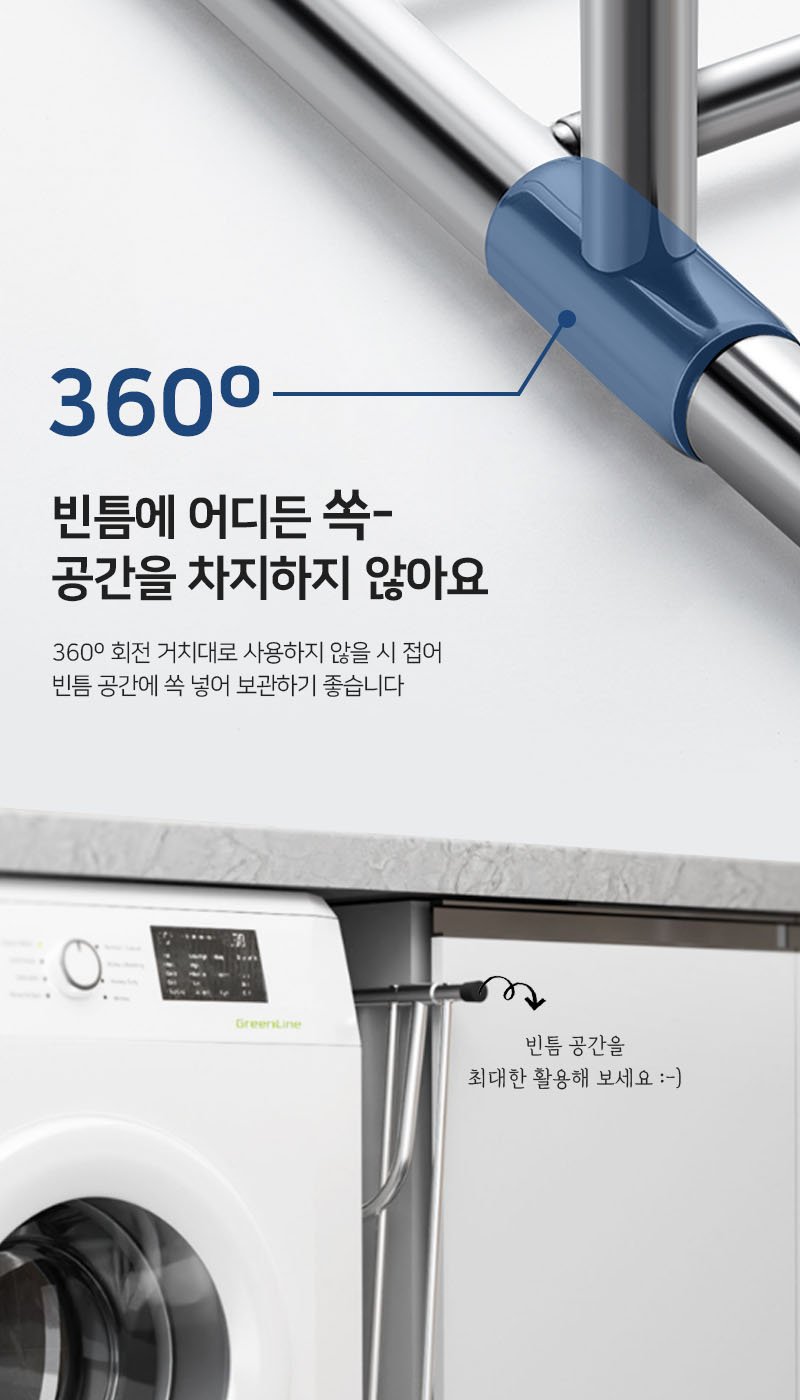 360º
빈틈에 어디든 쏙-
공간을 차지하지 않아요
360º 회전 거치대로 사용하지 않을 시 접어
빈틈 공간에 쏙 넣어 보관하기 좋습니다
GreenLine
빈틈 공간을
최대한 활용해 보세요 :-)